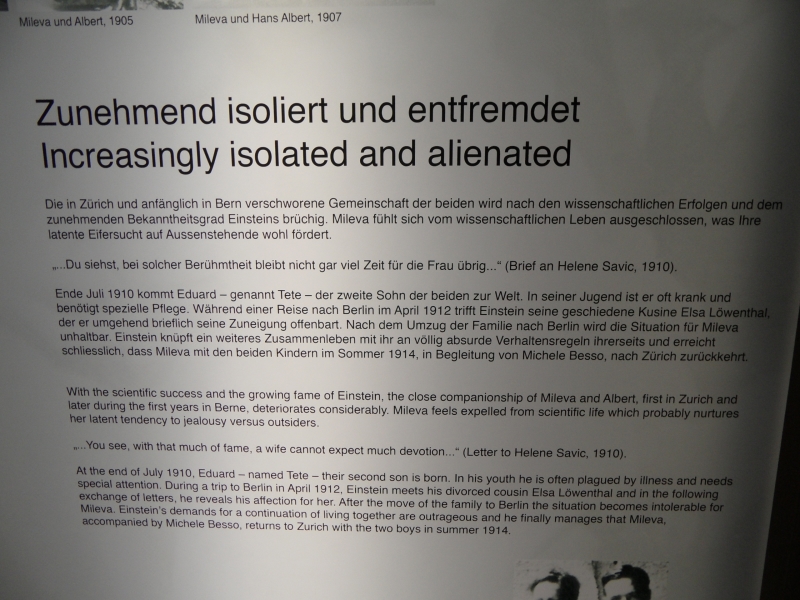 Mileva und Albert, 1905
Mileva und Hans Albert, 1907
Zunehmend isoliert und entfremdet
Increasingly isolated and alienated
Die in Zürich und anfänglich in Bern verschworene Gemeinschaft der beiden wird nach den wissenschaftlichen Erfolgen und dem
zunehmenden Bekanntheitsgrad Einsteins brüchig. Mileva fühlt sich vom wissenschaftlichen Leben ausgeschlossen, was Ihre
latente Eifersucht auf Aussenstehende wohl fördert.
„...Du siehst, bei solcher Berühmtheit bleibt nicht gar viel Zeit für die Frau übrig...“ (Brief an Helene Savic, 1910).
Ende Juli 1910 kommt Eduard – genannt Tete – der zweite Sohn der beiden zur Welt. In seiner Jugend ist er oft krank und
benötigt spezielle Pflege. Während einer Reise nach Berlin im April 1912 trifft Einstein seine geschiedene Kusine Elsa Löwenthal,
der er umgehend brieflich seine Zuneigung offenbart. Nach dem Umzug der Familie nach Berlin wird die Situation für Mileva
unhaltbar. Einstein knüpft ein weiteres Zusammenleben mit ihr an völlig absurde Verhaltensregeln ihrerseits und erreicht
schliesslich, dass Mileva mit den beiden Kindern im Sommer 1914, in Begleitung von Michele Besso, nach Zürich zurückkehrt.
With the scientific success and the growing fame of Einstein, the close companionship of Mileva and Albert, first in Zurich and
later during the first years in Berne, deteriorates considerably. Mileva feels expelled from scientific life which probably nurtures
her latent tendency to jealousy versus outsiders.
„...You see, with that much of fame, a wife cannot expect much devotion...“ (Letter to Helene Savic, 1910).
At the end of July 1910, Eduard – named Tete – their second son is born. In his youth he is often plagued by illness and needs
special attention. During a trip to Berlin in April 1912, Einstein meets his divorced cousin Elsa Löwenthal and in the following
exchange of letters, he reveals his affection for her. After the move of the family to Berlin the situation becomes intolerable for
Mileva. Einstein's demands for a continuation of living together are outrageous and he finally manages that Mileva,
accompanied by Michele Besso, returns to Zurich with the two boys in summer 1914.